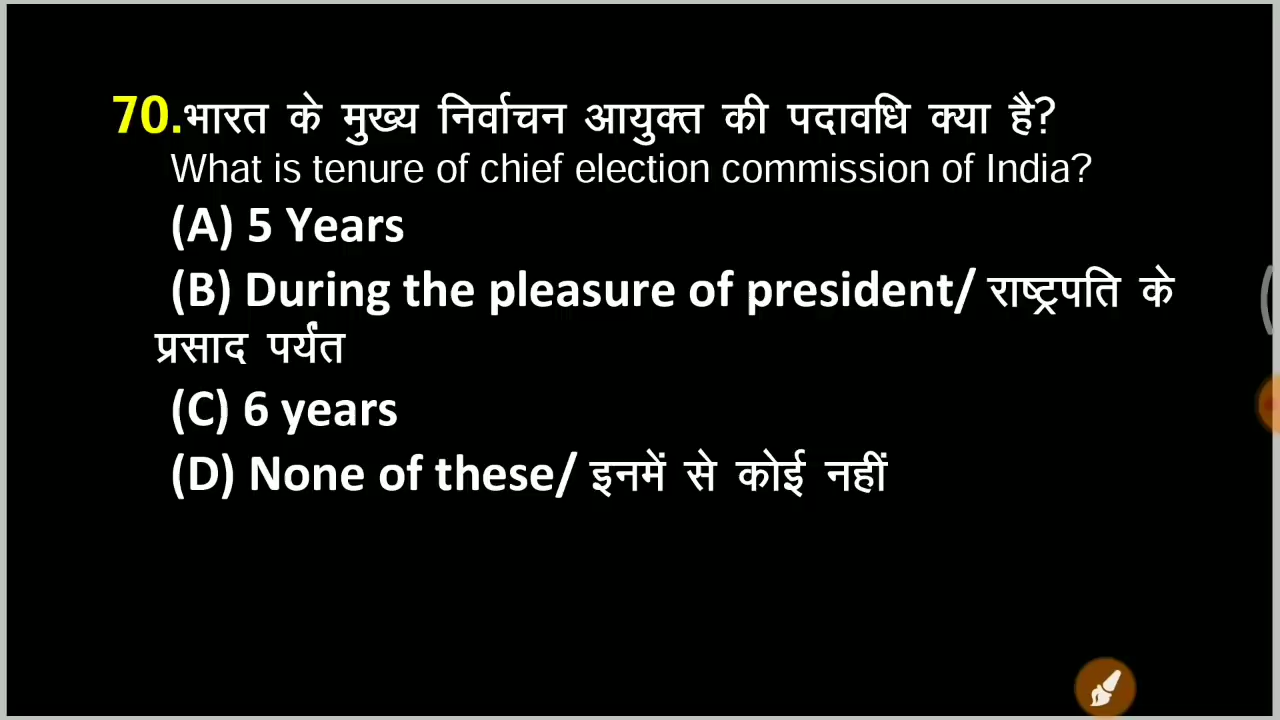 70.भारत के मुख्य निर्वाचन आयुक्त की पदावधि क्या है?
What is tenure of chief election commission of India?
(A) 5 Years
(B) During the pleasure of president/ राष्ट्रपति के
प्रसाद पर्यंत
(C) 6 years
(D) None of these/ इनमें से कोई नहीं